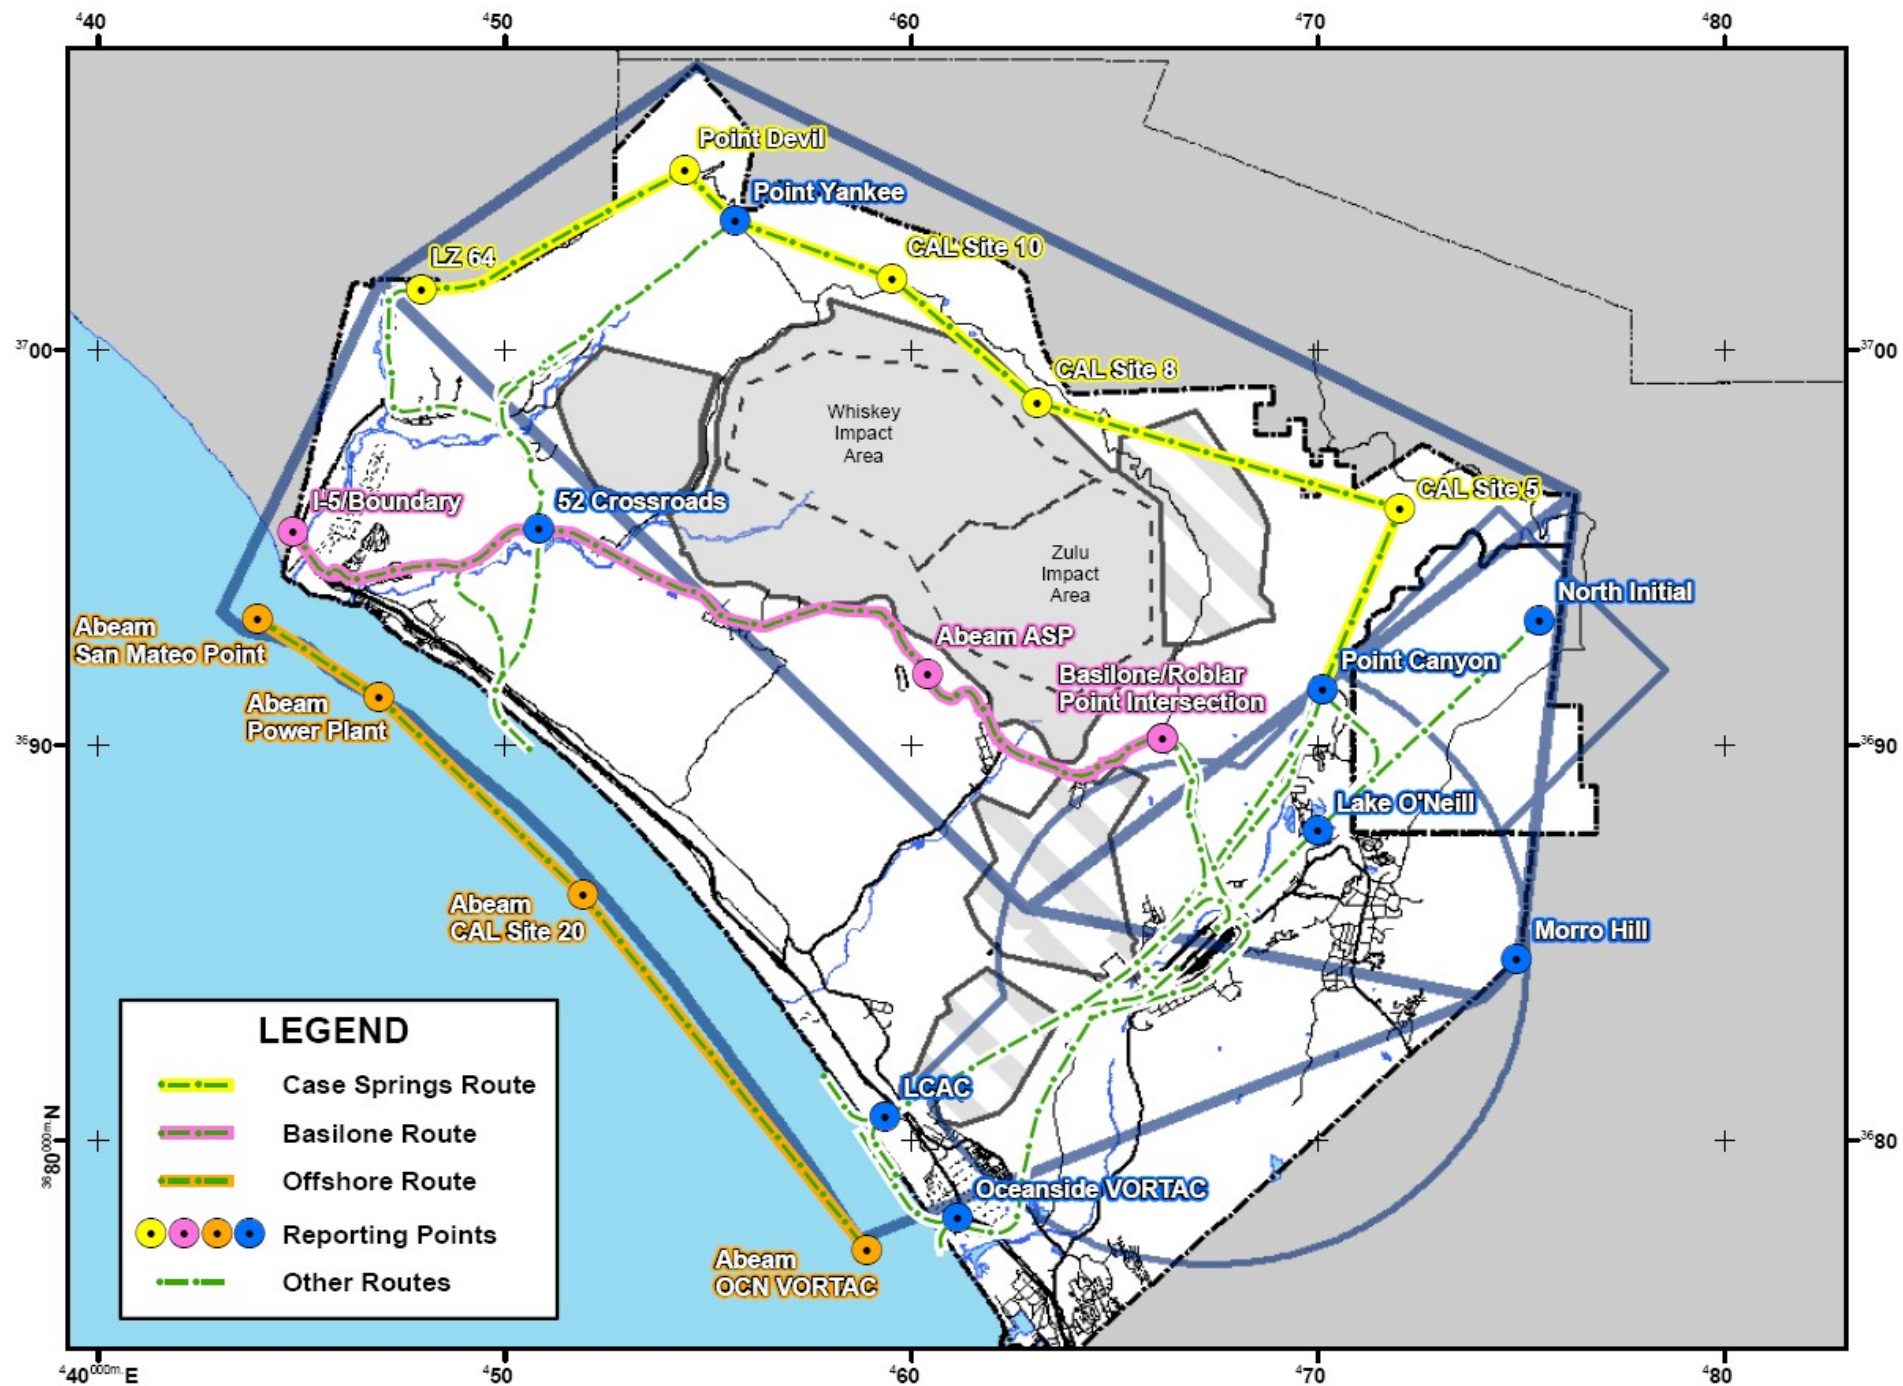 440 450 460 470 480
Point Devil
Point Yankee
CAL Site 10
LZ 64
3700 3700
CAL Site 8
Whiskey
Impact
Area
CAL Site 5
I-5/Boundary
52 Crossroads
Zulu
Impact
Area
North Initial
Abeam
San Mateo Point
Abeam ASP
Point Canyon
Basilone/Roblar
Point Intersection
Abeam
Power Plant
3690 3690
Lake O'Neill
Abeam
CAL Site 20
Morro Hill
LEGEND
Case Springs Route
Basilone Route
Offshore Route
Reporting Points
Other Routes
LCAC
3680000m.N
3680
Oceanside VORTAC
Abeam
OCN VORTAC
440000m.E 450 460 470 480